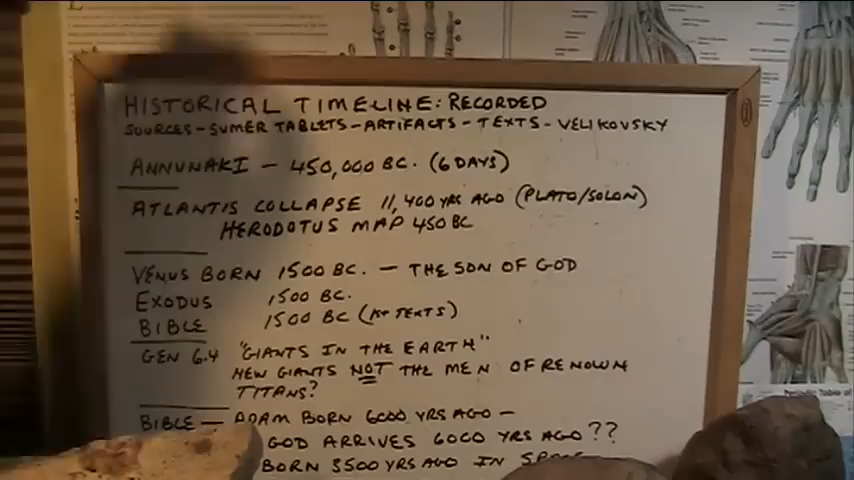 HISTORICAL TIMELINE: RECORDED
SOURCES - SUMER TABLETS - ARTIFACTS - TEXTS - VELIKOVSKY
ANNUNAKI - 450,000 BC. (6 DAYS)
ATLANTIS COLLAPSE 11,400 YRS AGO (PLATO/SOLON)
HERODOTUS MAP 450 BC
VENUS BORN 1500 BC. - THE SON OF GOD
EXODUS 1500 BC.
BIBLE 1500 BC (K+ TEXTS)
GEN 6.4 "GIANTS IN THE EARTH"
NEW GIANTS NOT THE MEN OF RENOWN
TITANS?
BIBLE - ADAM BORN 6000 YRS AGO -
GOD ARRIVES 6000 YRS AGO??
BORN 3500 YRS AGO IN